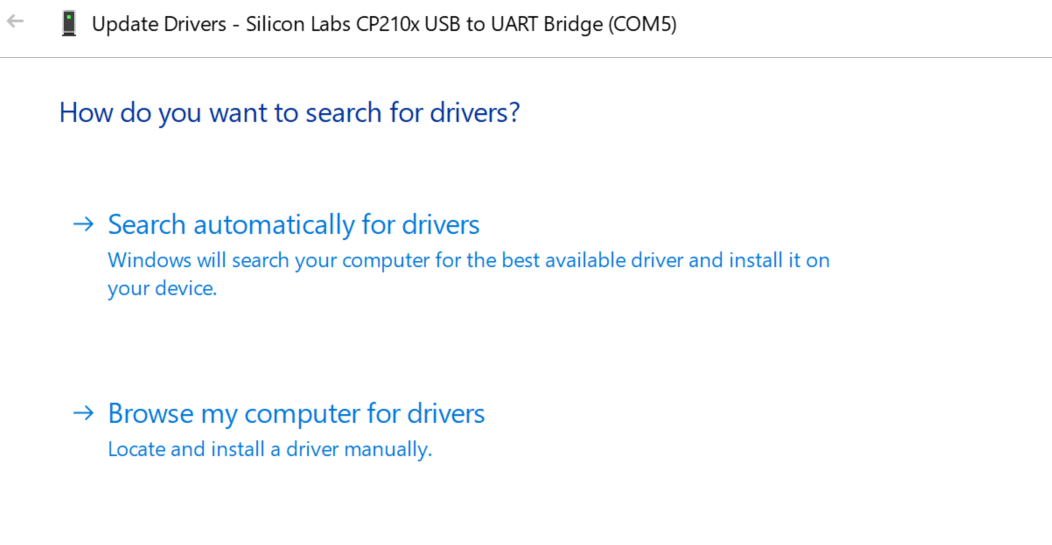 Update Drivers - Silicon Labs CP210x USB to UART Bridge (COM5)
How do you want to search for drivers?
Search automatically for drivers
Windows will search your computer for the best available driver and install it on
your device.
Browse my computer for drivers
Locate and install a driver manually.